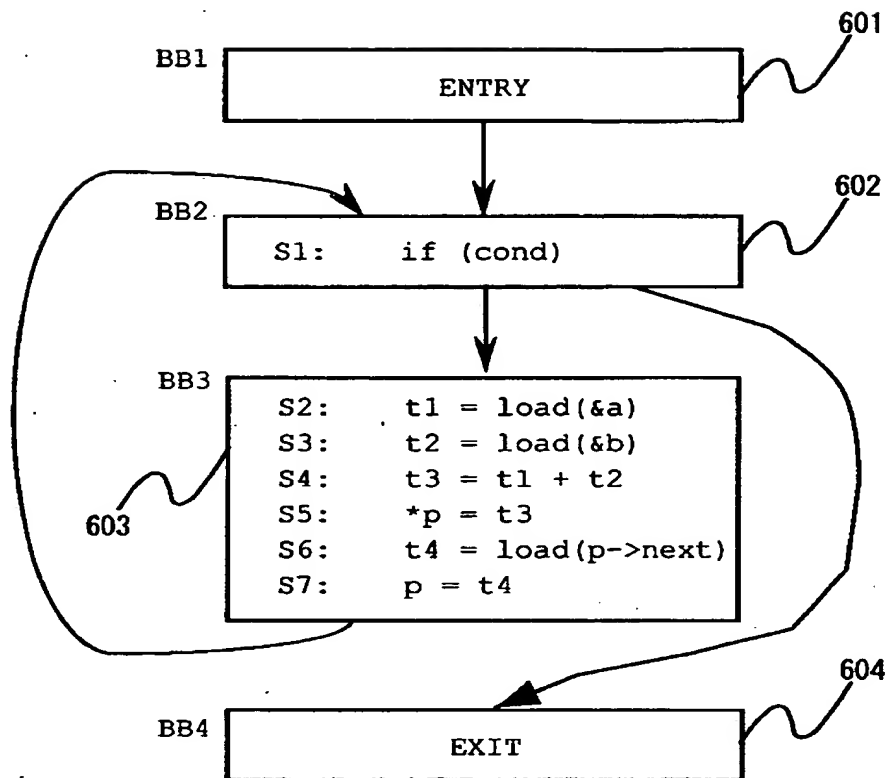 601
BB1
ENTRY
602
BB2
S1: if (cond)
BB3
S2: t1 = load(&a)
S3: t2 = load(&b)
S4: t3 = t1 + t2
S5: *p = t3
S6: t4 = load(p->next)
S7: p = t4
603
604
BB4
EXIT